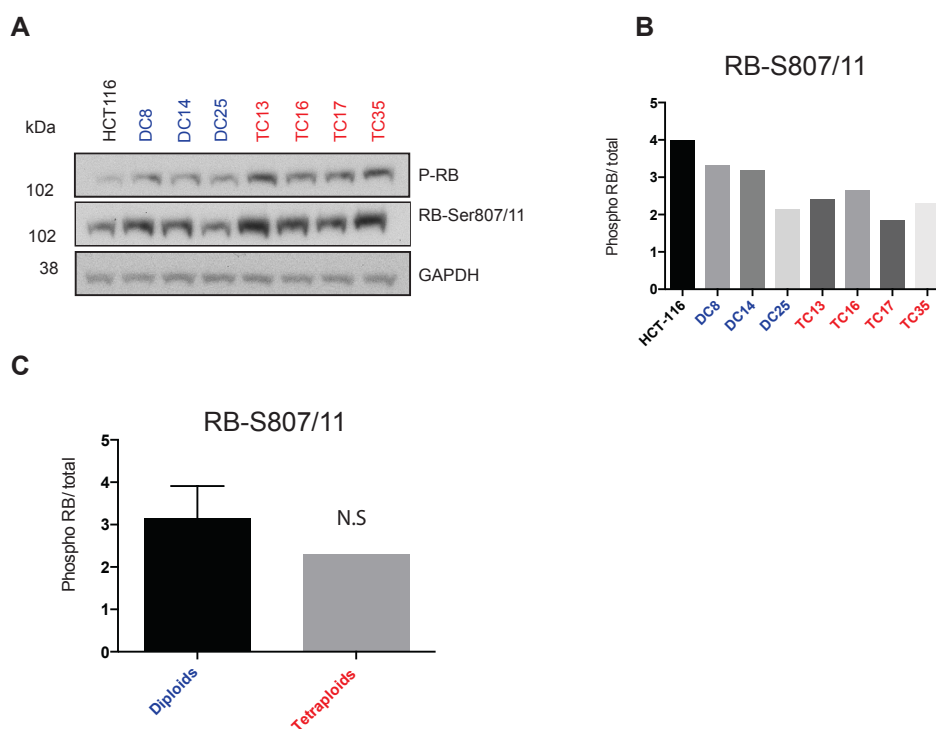 A
kDa
HCT116
DC8
DC14
DC25
TC13
TC16
TC17
TC35
102
P-RB
102
RB-Ser807/11
38
GAPDH
B
RB-S807/11
Phospho RB/ total
5
4
3
2
1
0
HCT-116
DC8
DC14
DC25
TC13
TC16
TC17
TC35
C
RB-S807/11
Phospho RB/ total
5
4
3
2
1
0
N.S
Diploids
Tetraploids